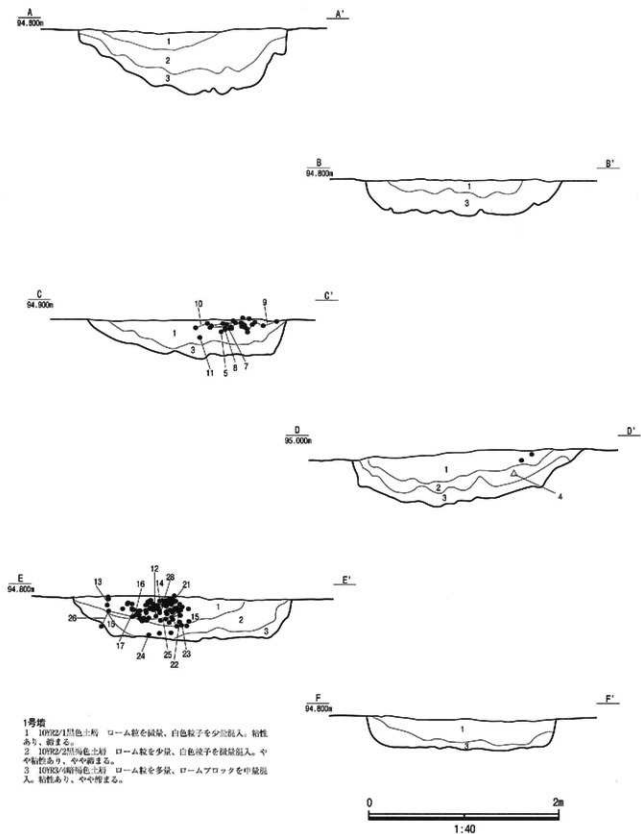 A A'
94.800m
1
2
3
B B'
94.800m
1
3
C C'
94.900m
10 9
1
3
11 5 8 7
D D'
95.000m
1
2
3
4
E E'
94.800m
13 16 12 14 28 21
1
2
3
26 15 15
17 24 25 22 23
F F'
94.800m
1
3
1号墳
1 10YR2/1黒色土層 ローム粒を微量、白色粒子を少量混入。粘性
あり、締まる。
2 10YR2/2黒褐色土層 ローム粒を少量、白色粒子を微量混入。や
や粘性あり、やや締まる。
3 10YR3/4暗褐色土層 ローム粒を多量、ロームブロックを中量混
入。粘性あり、やや締まる。
0 2m
1:40